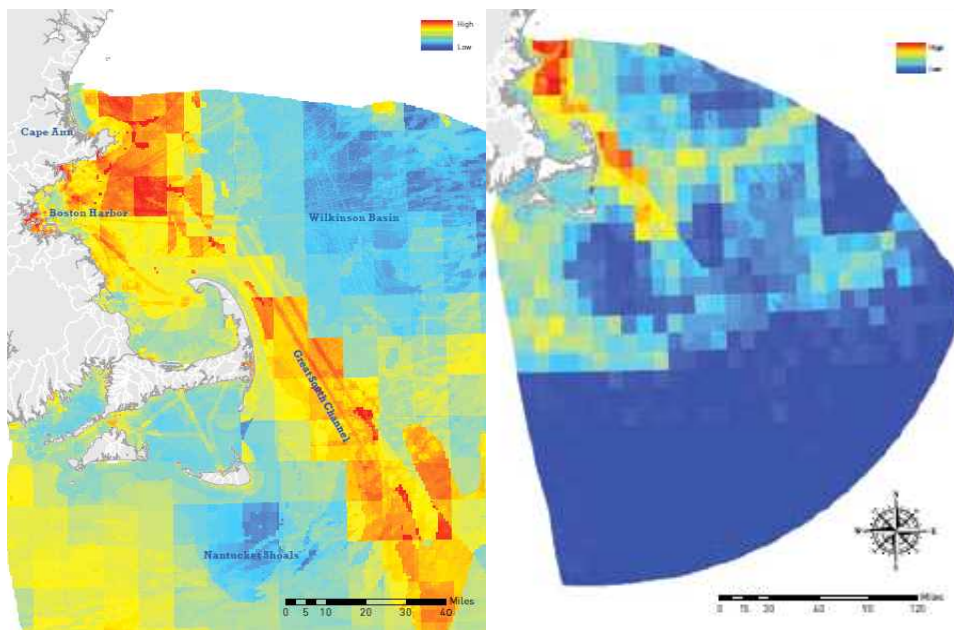 High
Low
Cape Ann
Boston Harbor
Wilkinson Basin
Great South Channel
Nantucket Shoals
Miles
0 5 10 20 30 40
High
Low
N
W E
S
Miles
0 15 30 60 90 120